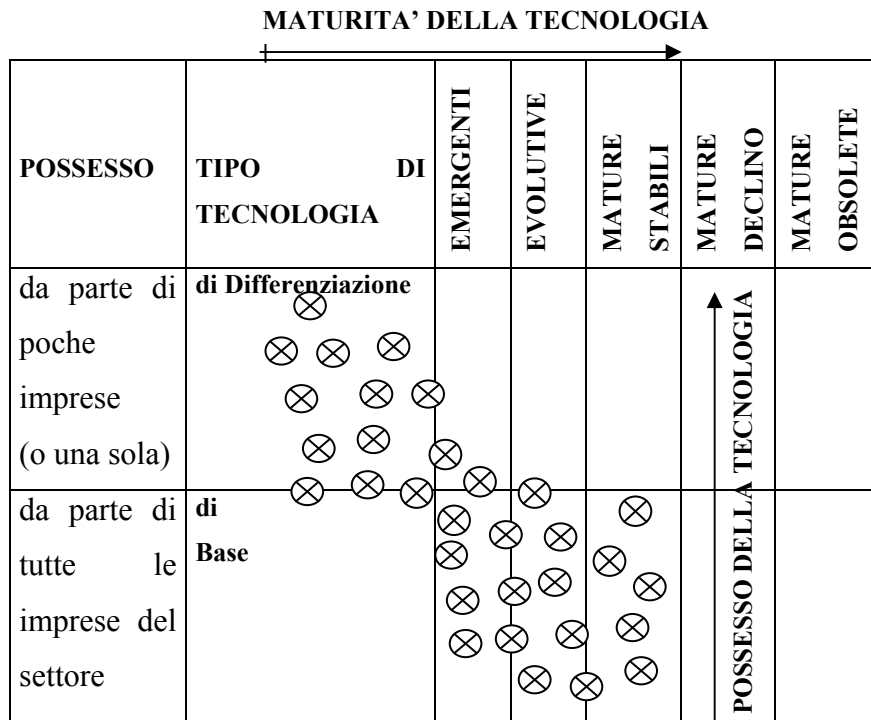 MATURITA’ DELLA TECNOLOGIA
POSSESSO
TIPO DI
TECNOLOGIA
EMERGENTI
EVOLUTIVE
MATURE
STABILI
MATURE
DECLINO
MATURE
OBSOLETE
da parte di
poche
imprese
(o una sola)
di Differenziazione
da parte di
tutte le
imprese del
settore
di
Base
POSSESSO DELLA TECNOLOGIA